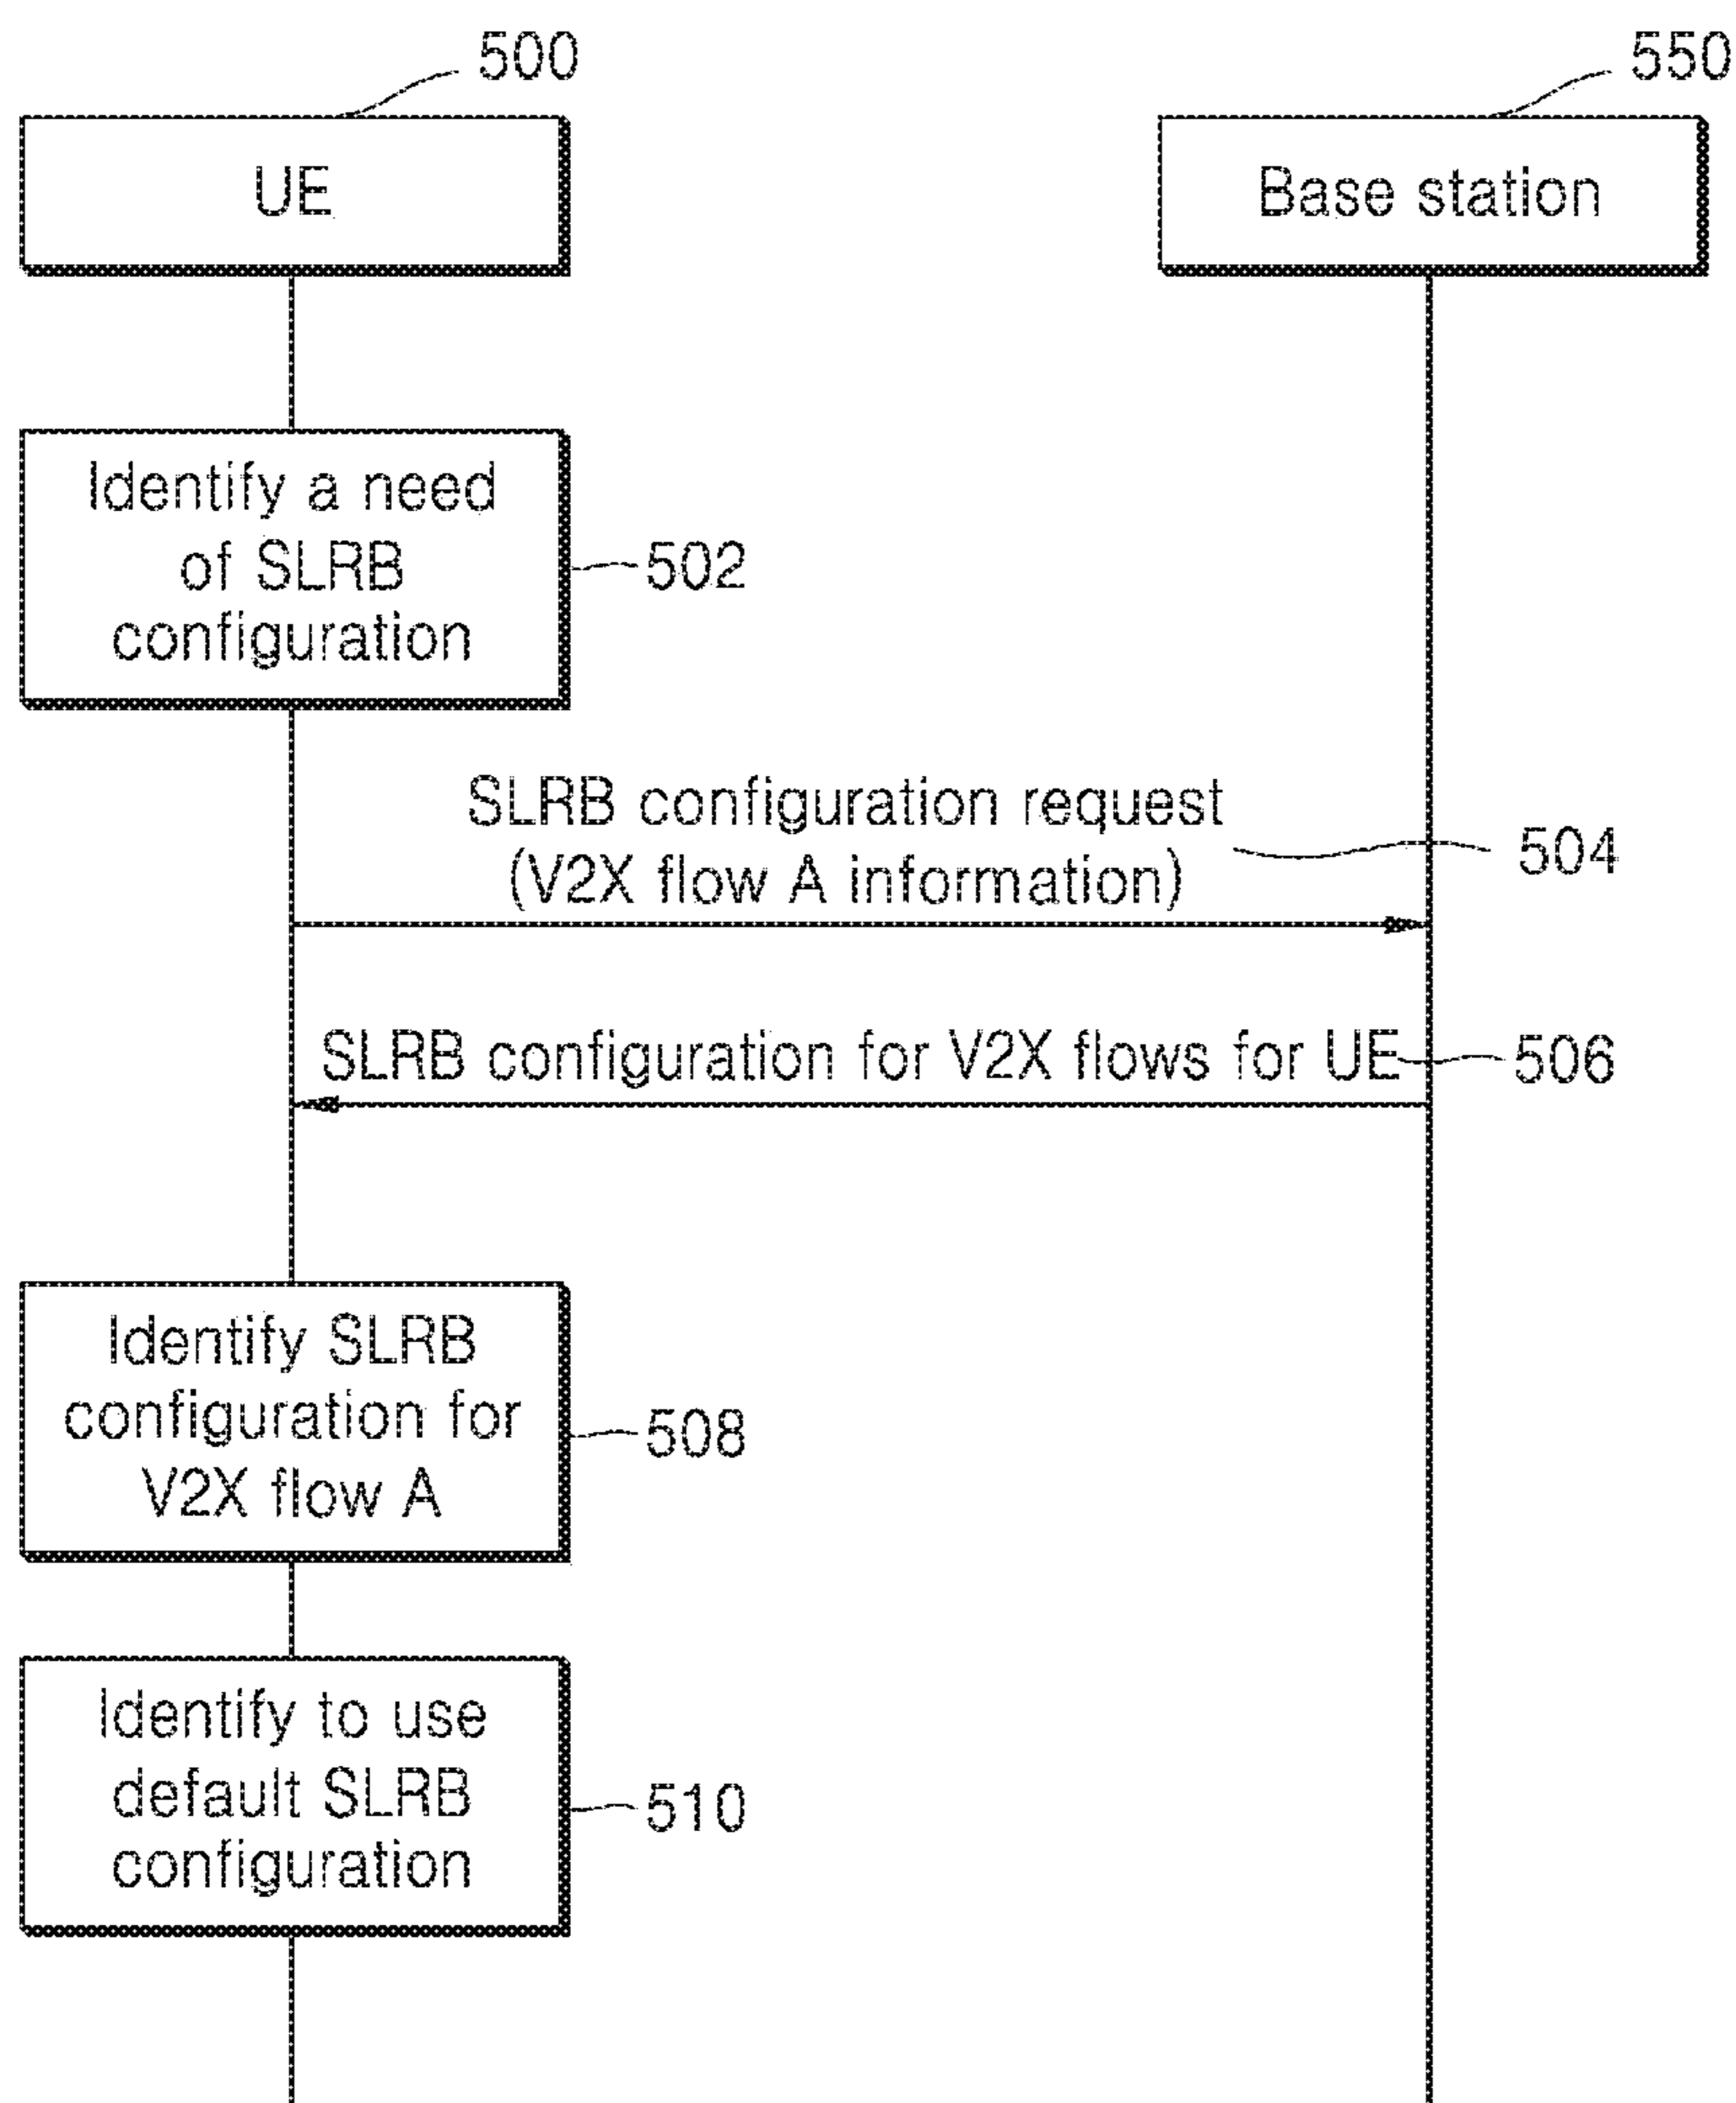 500
550
UE
Base station
Identify a need
of SLRB
configuration
502
SLRB configuration request
(V2X flow A information)
504
SLRB configuration for V2X flows for UE
506
Identify SLRB
configuration for
V2X flow A
508
Identify to use
default SLRB
configuration
510